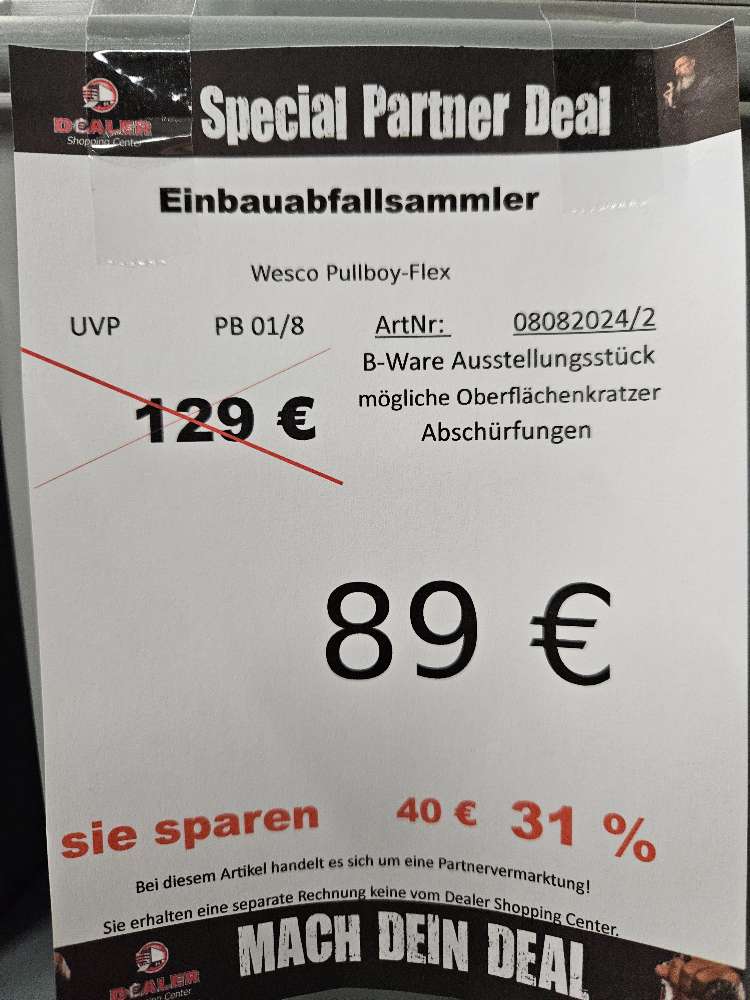 DEALER
Shopping Center
Special Partner Deal
Einbauabfallsammler
Wesco Pullboy-Flex
UVP PB 01/8 ArtNr: 08082024/2
B-Ware Ausstellungsstück
129 € mögliche Oberflächenkratzer
Abschürfungen
89 €
sie sparen 40 € 31 %
Bei diesem Artikel handelt es sich um eine Partnervermarktung!
Sie erhalten eine separate Rechnung keine vom Dealer Shopping Center.
MACH DEIN DEAL
DEALER
Center